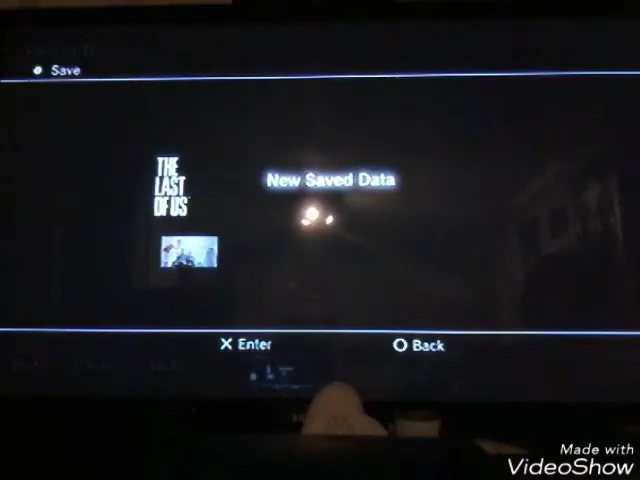 Save
THE
LAST
OF US
New Saved Data
X Enter
O Back
Made with
VideoShow